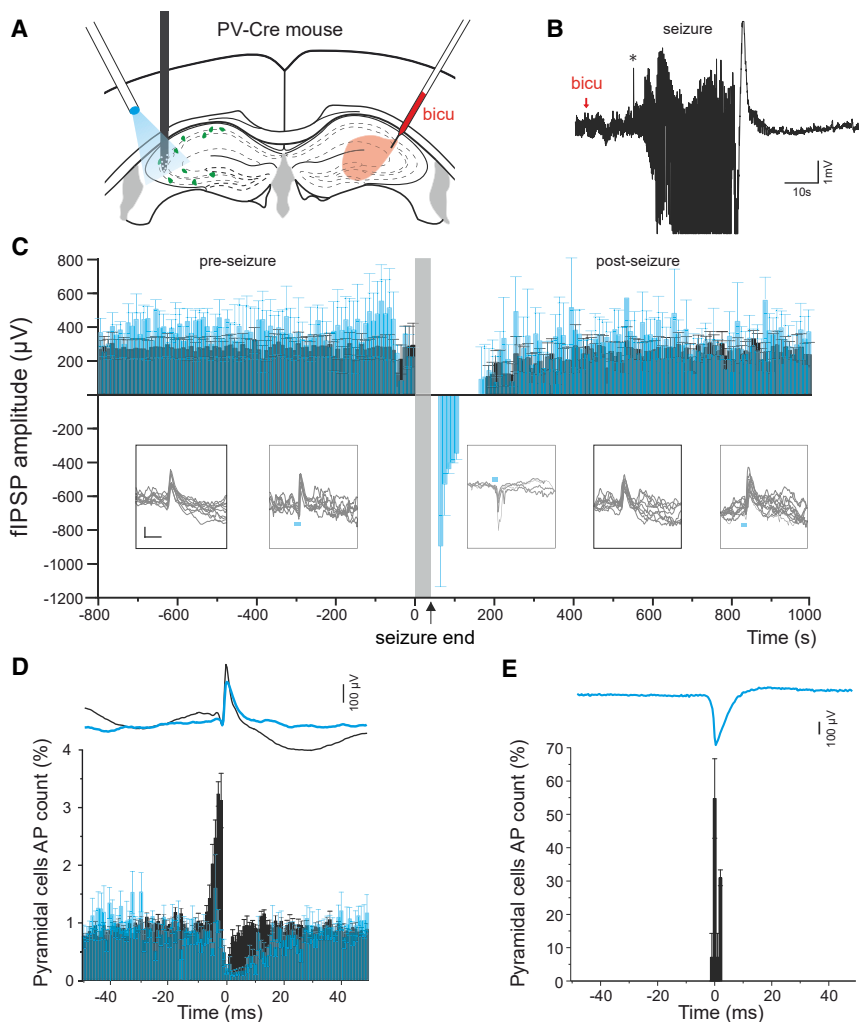 A
PV-Cre mouse
bicu
B
seizure
*
bicu
10s
1mV
C
fIPSP amplitude (µV)
800
600
400
200
-200
-400
-600
-800
-1000
-1200
pre-seizure
post-seizure
-800
-600
-400
-200
0
200
400
600
800
1000
seizure end
Time (s)
D
100 µV
Pyramidal cells AP count (%)
4
3
2
1
0
-40
-20
0
20
40
Time (ms)
E
100 µV
Pyramidal cells AP count (%)
70
60
50
40
30
20
10
0
-40
-20
0
20
40
Time (ms)